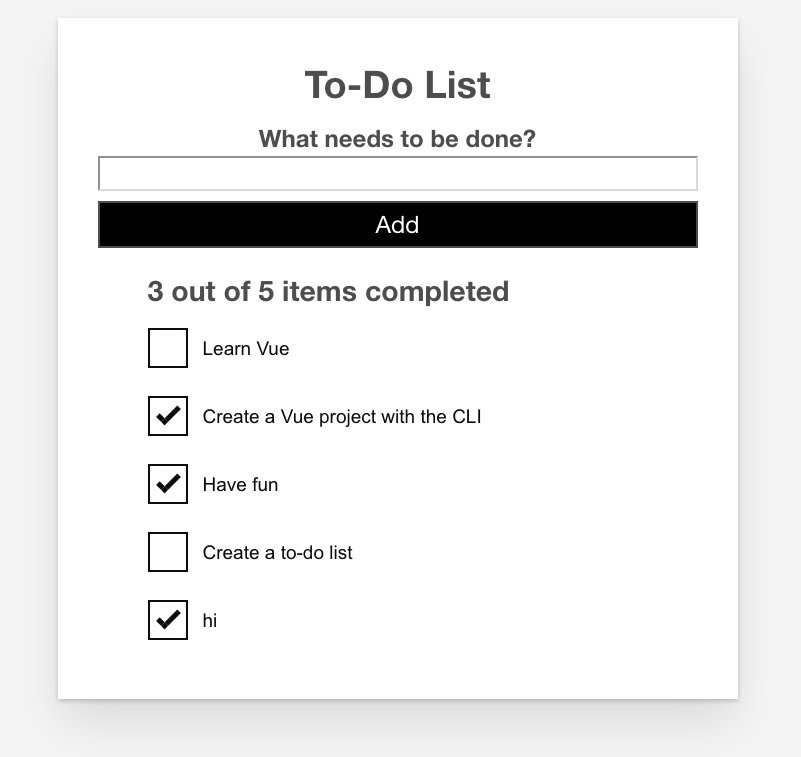 To-Do List
What needs to be done?
Add
3 out of 5 items completed
Learn Vue
Create a Vue project with the CLI
Have fun
Create a to-do list
hi